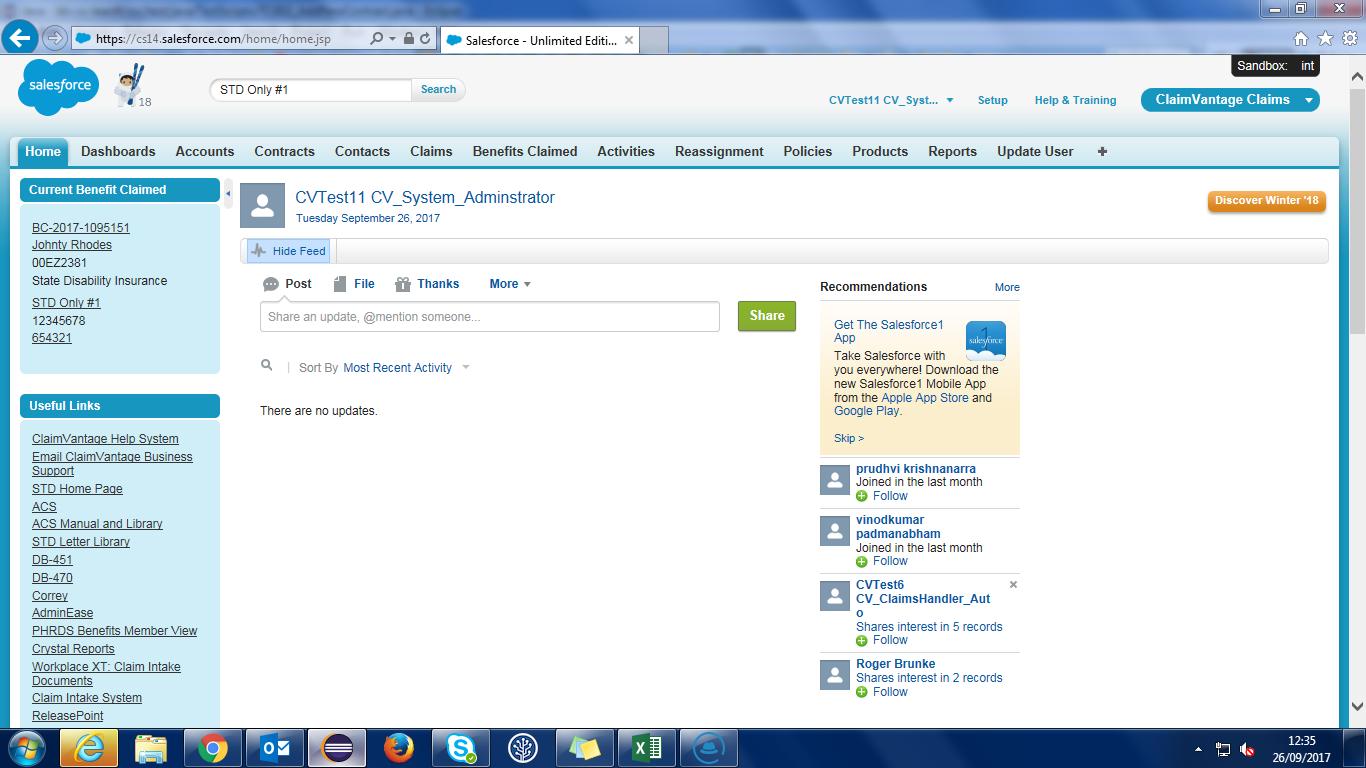 https://cs14.salesforce.com/home/home.jsp
Salesforce - Unlimited Editi...
Sandbox: int
salesforce
18
STD Only #1
Search
CVTest11 CV_Syst...
Setup
Help & Training
ClaimVantage Claims
Home
Dashboards
Accounts
Contracts
Contacts
Claims
Benefits Claimed
Activities
Reassignment
Policies
Products
Reports
Update User
Current Benefit Claimed
BC-2017-1095151
Johnty Rhodes
00EZ2381
State Disability Insurance
STD Only #1
12345678
654321
Useful Links
ClaimVantage Help System
Email ClaimVantage Business
Support
STD Home Page
ACS
ACS Manual and Library
STD Letter Library
DB-451
DB-470
Correy
AdminEase
PHRDS Benefits Member View
Crystal Reports
Workplace XT: Claim Intake
Documents
Claim Intake System
ReleasePoint
CVTest11 CV_System_Adminstrator
Tuesday September 26, 2017
Discover Winter '18
Hide Feed
Post
File
Thanks
More
Share an update, @mention someone...
Share
Sort By Most Recent Activity
There are no updates.
Recommendations
More
Get The Salesforce1
App
salesforce
1
Take Salesforce with
you everywhere! Download the
new Salesforce1 Mobile App
from the Apple App Store and
Google Play.
Skip >
prudhvi krishnanarra
Joined in the last month
Follow
vinodkumar
padmanabham
Joined in the last month
Follow
CVTest6
CV_ClaimsHandler_Aut
o
Shares interest in 5 records
Follow
Roger Brunke
Shares interest in 2 records
Follow
12:35
26/09/2017